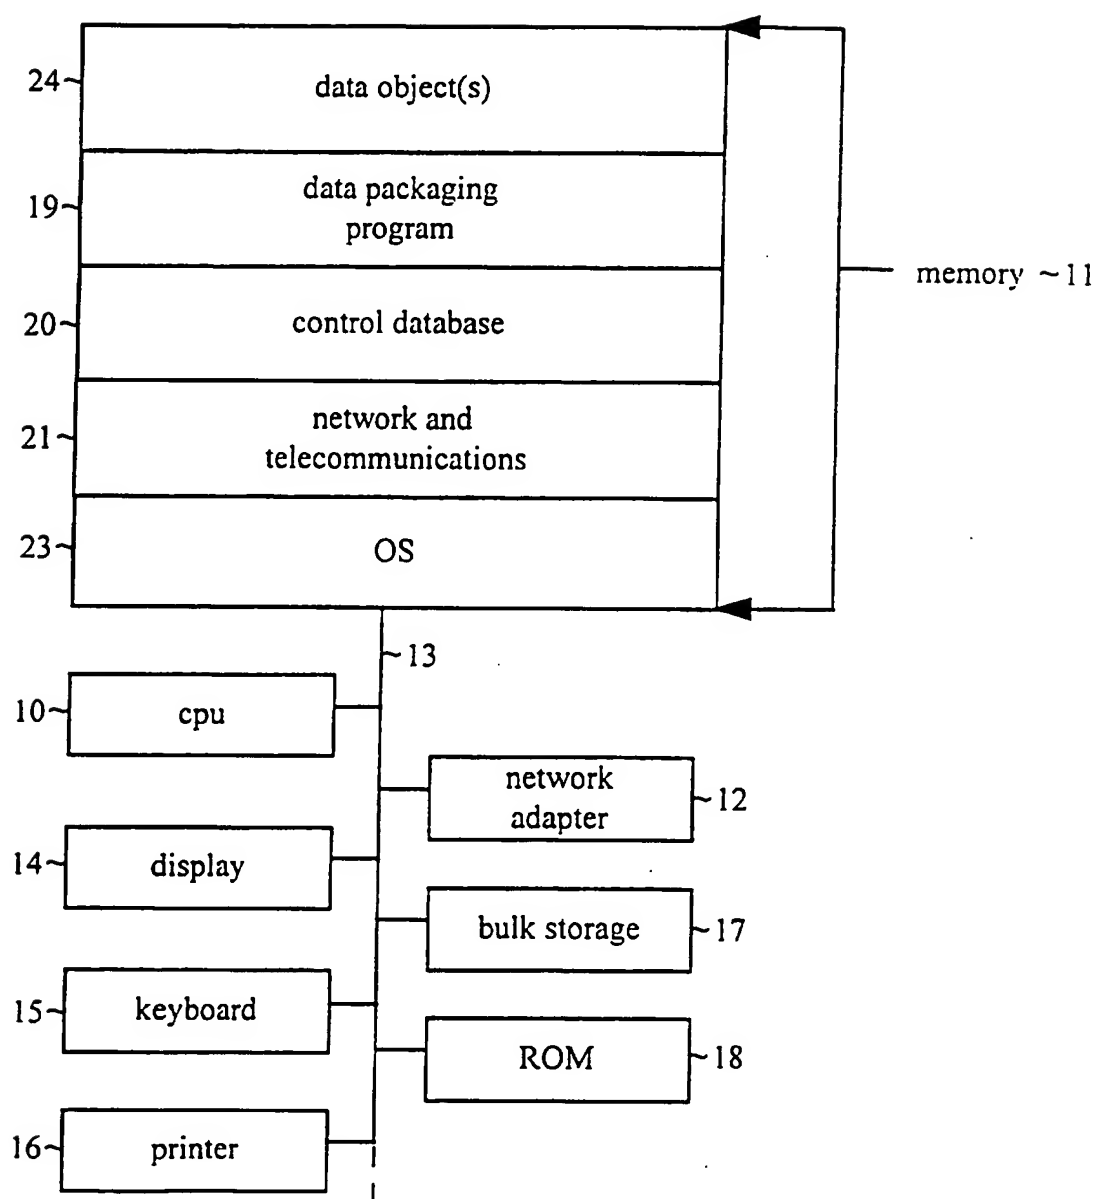 24~ data object(s)
19~ data packaging
program
20~ control database
memory ~11
21~ network and
telecommunications
23~ OS
~13
10~ cpu
network
adapter ~12
14~ display
bulk storage ~17
15~ keyboard
ROM ~18
16~ printer